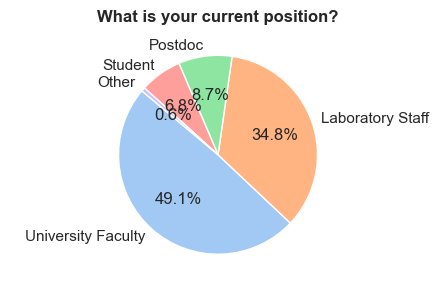 What is your current position?
Postdoc
Student
Other
8.7%
6.8%
0.6%
Laboratory Staff
34.8%
49.1%
University Faculty